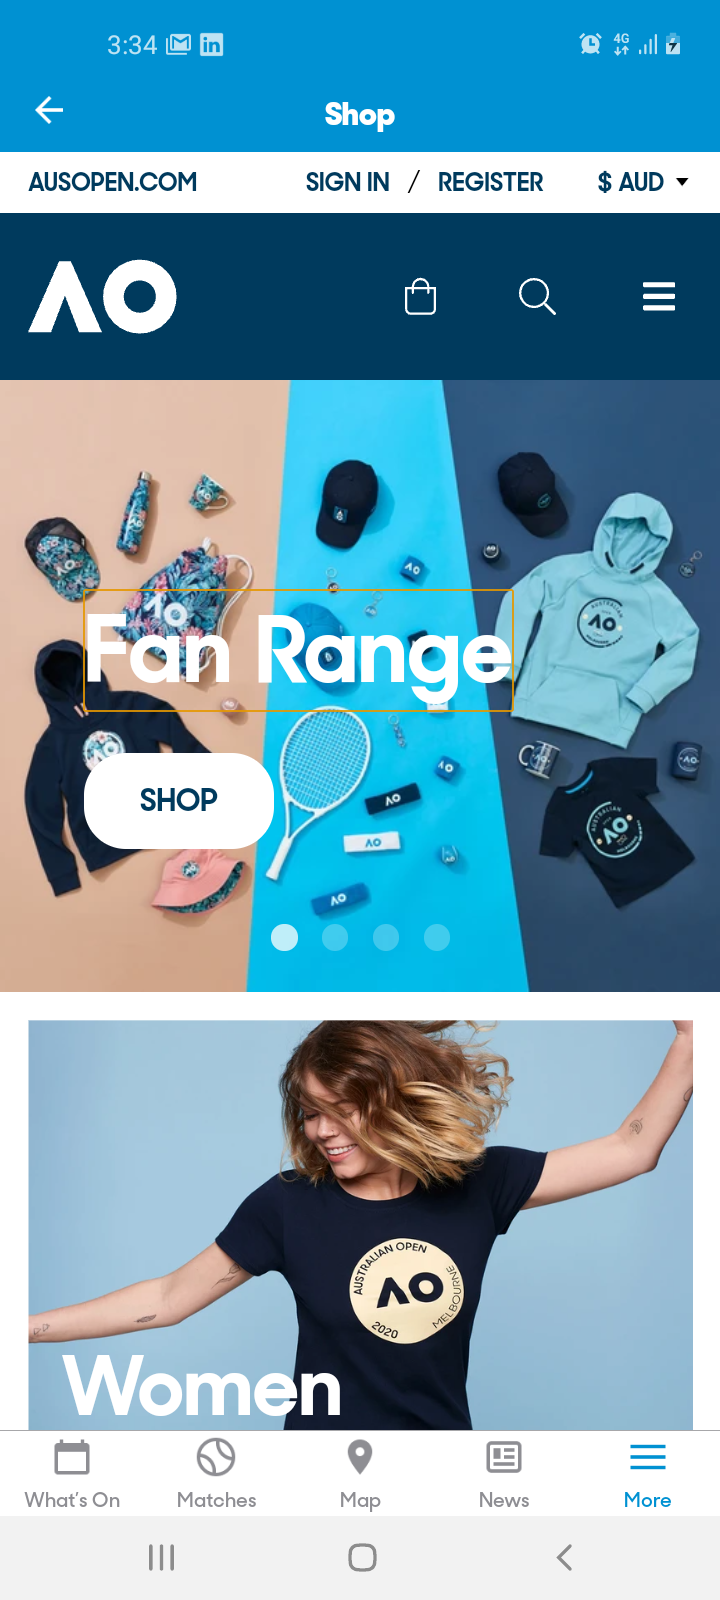 3:34
4G
Shop
AUSOPEN.COM
SIGN IN / REGISTER
$ AUD
AO
Fan Range
SHOP
AUSTRALIAN OPEN
AO
MELBOURNE
2020
Women
What's On
Matches
Map
News
More